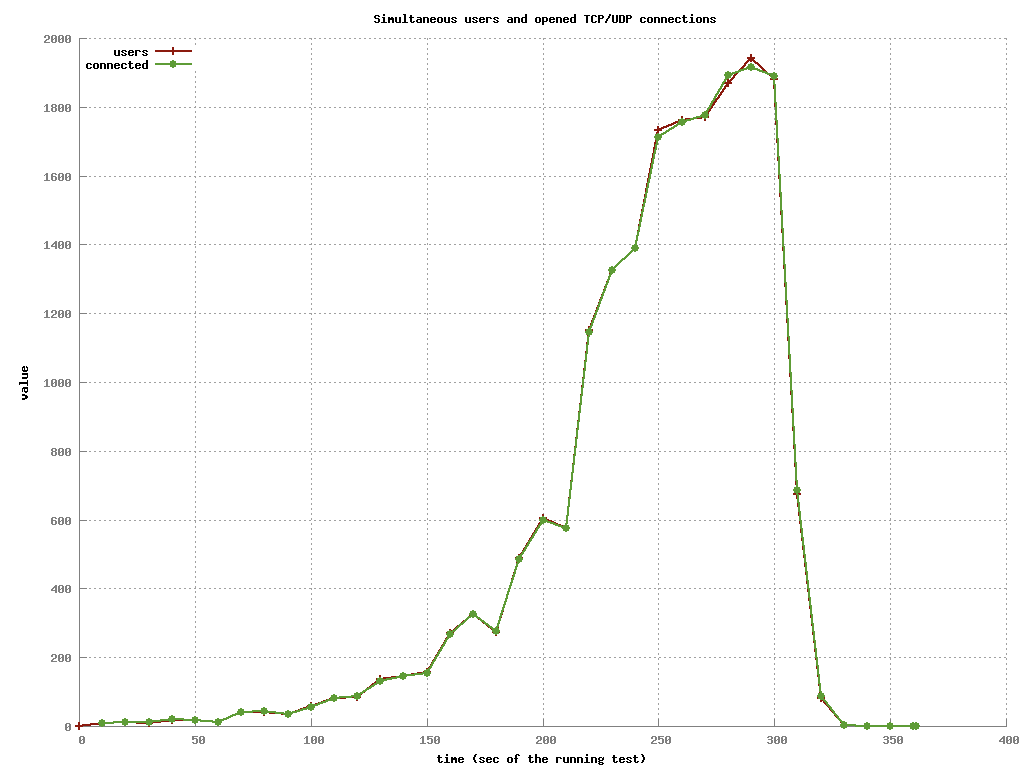 Simultaneous users and opened TCP/UDP connections
2000
users
connected
1800
1600
1400
1200
value
1000
800
600
400
200
0
0 50 100 150 200 250 300 350 400
time (sec of the running test)